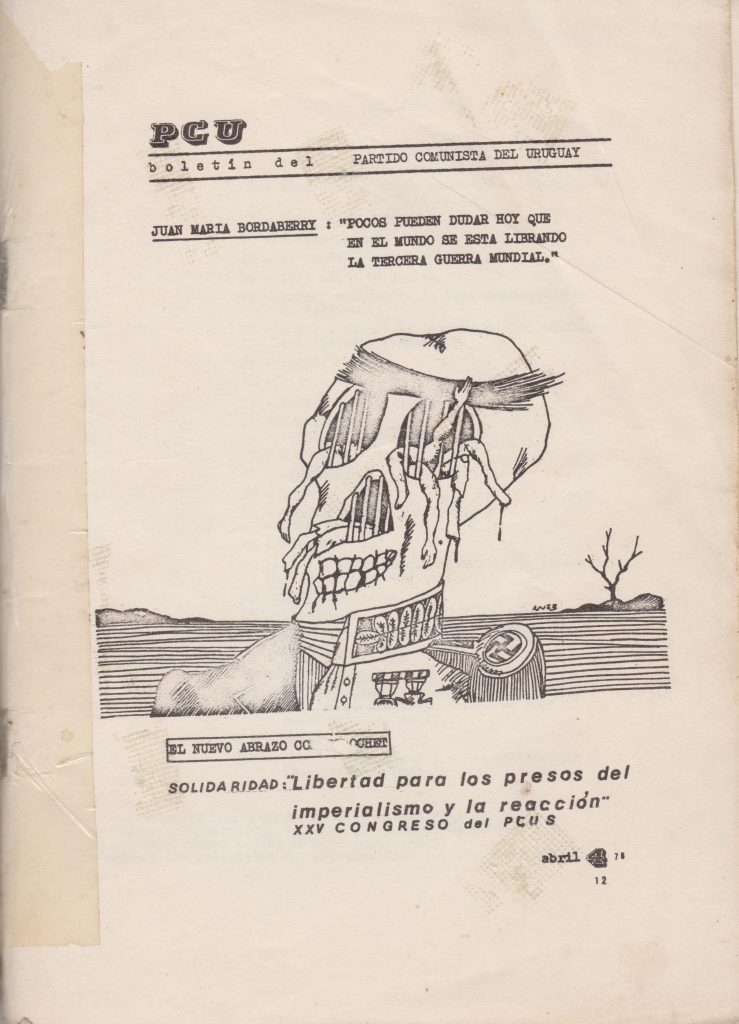 PCU
boletín del PARTIDO COMUNISTA DEL URUGUAY
JUAN MARIA BORDABERRY : "POCOS PUEDEN DUDAR HOY QUE
EN EL MUNDO SE ESTA LIBRANDO
LA TERCERA GUERRA MUNDIAL."
EL NUEVO ABRAZO
SOLIDARIDAD: "Libertad para los presos del
imperialismo y la reacción"
XXV CONGRESO del PCUS
abril 4 76
12